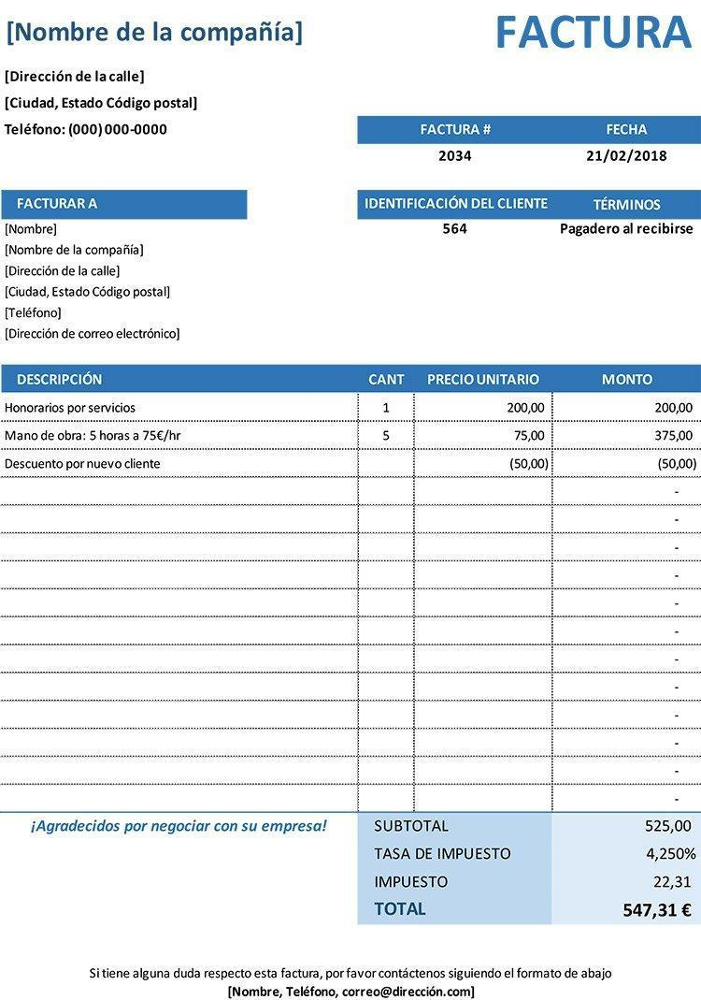 [Nombre de la compañía] FACTURA
[Dirección de la calle]
[Ciudad, Estado Código postal]
Teléfono: (000) 000-0000
FACTURA # FECHA
2034 21/02/2018
FACTURAR A
IDENTIFICACIÓN DEL CLIENTE TÉRMINOS
564 Pagadero al recibirse
[Nombre]
[Nombre de la compañía]
[Dirección de la calle]
[Ciudad, Estado Código postal]
[Teléfono]
[Dirección de correo electrónico]
DESCRIPCIÓN CANT PRECIO UNITARIO MONTO
Honorarios por servicios 1 200,00 200,00
Mano de obra: 5 horas a 75€/hr 5 75,00 375,00
Descuento por nuevo cliente (50,00) (50,00)
-
-
-
-
-
-
-
-
-
-
-
-
¡Agradecidos por negociar con su empresa! SUBTOTAL 525,00
TASA DE IMPUESTO 4,250%
IMPUESTO 22,31
TOTAL 547,31 €
Si tiene alguna duda respecto esta factura, por favor contáctenos siguiendo el formato de abajo
[Nombre, Teléfono, correo@dirección.com]